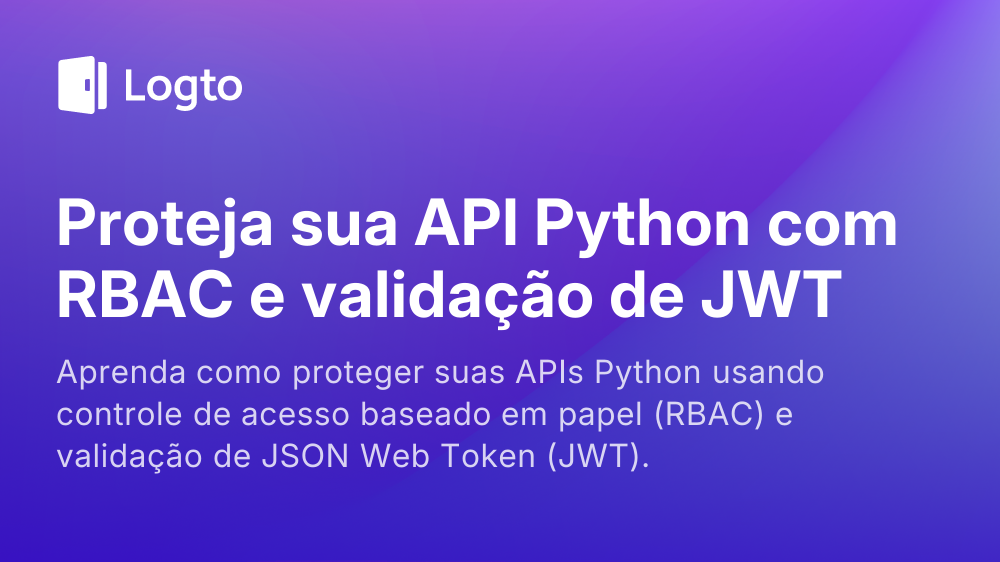 Logto
Proteja sua API Python com
RBAC e validação de JWT
Aprenda como proteger suas APIs Python usando
controle de acesso baseado em papel (RBAC) e
validação de JSON Web Token (JWT).